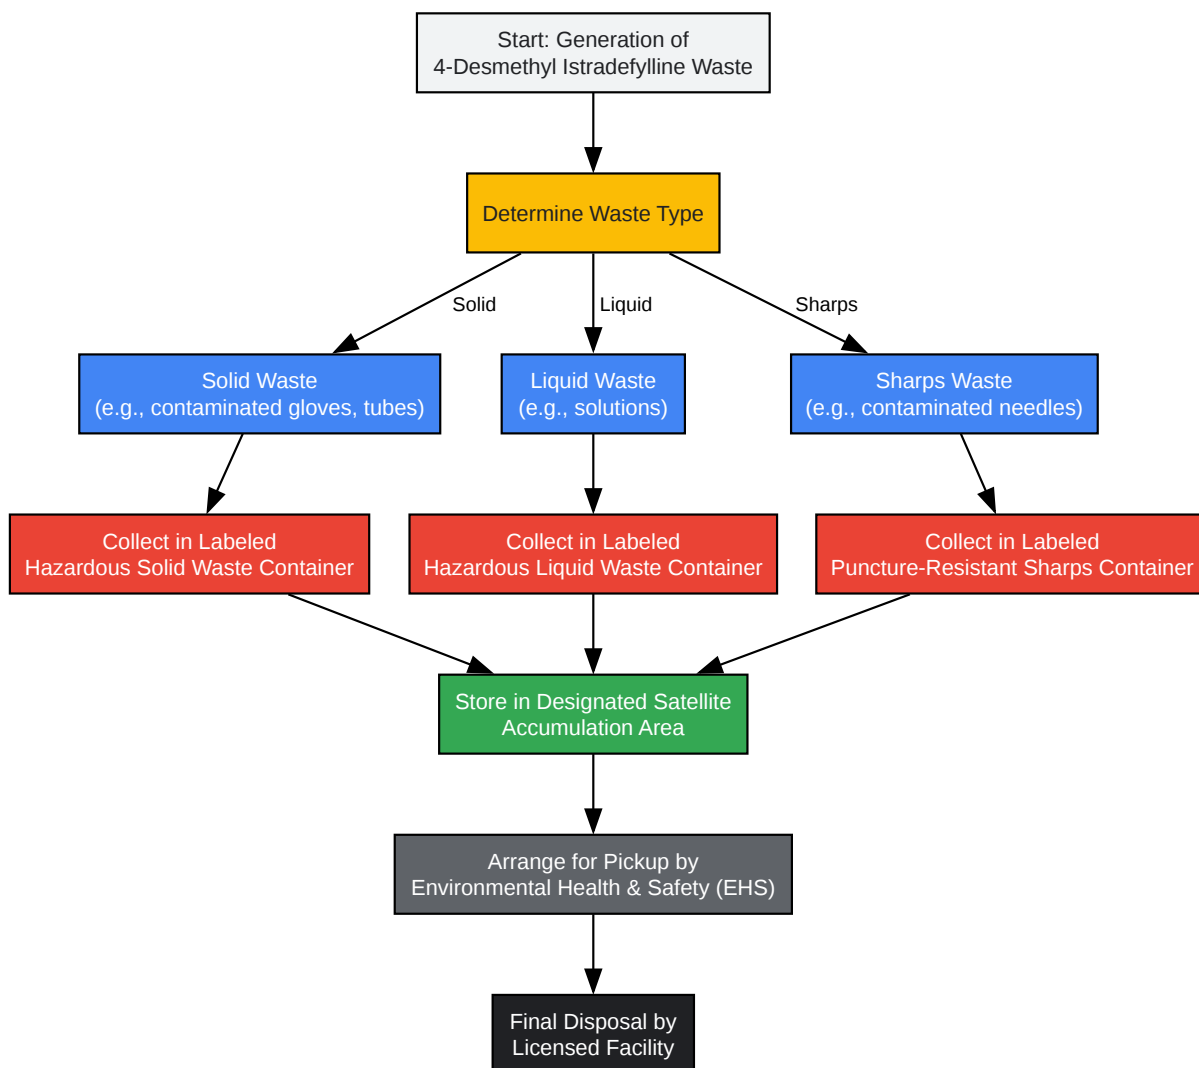 Start: Generation of
4-Desmethyl Istradefylline Waste
Determine Waste Type
Solid
Liquid
Sharps
Solid Waste
(e.g., contaminated gloves, tubes)
Liquid Waste
(e.g., solutions)
Sharps Waste
(e.g., contaminated needles)
Collect in Labeled
Hazardous Solid Waste Container
Collect in Labeled
Hazardous Liquid Waste Container
Collect in Labeled
Puncture-Resistant Sharps Container
Store in Designated Satellite
Accumulation Area
Arrange for Pickup by
Environmental Health & Safety (EHS)
Final Disposal by
Licensed Facility